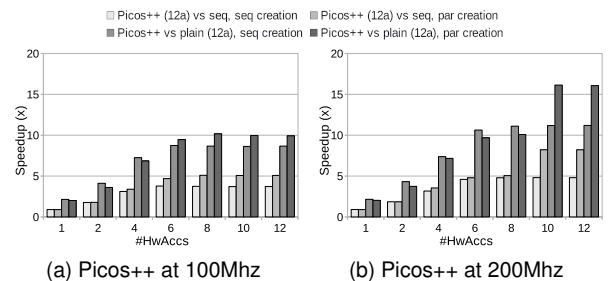 Picos++ (12a) vs seq, seq creation Picos++ (12a) vs seq, par creation
Picos++ vs plain (12a), seq creation Picos++ vs plain (12a), par creation
20
15
10
5
0
Speedup (x)
1 2 4 6 8 10 12
#HwAccs
(a) Picos++ at 100Mhz
20
15
10
5
0
Speedup (x)
1 2 4 6 8 10 12
#HwAccs
(b) Picos++ at 200Mhz